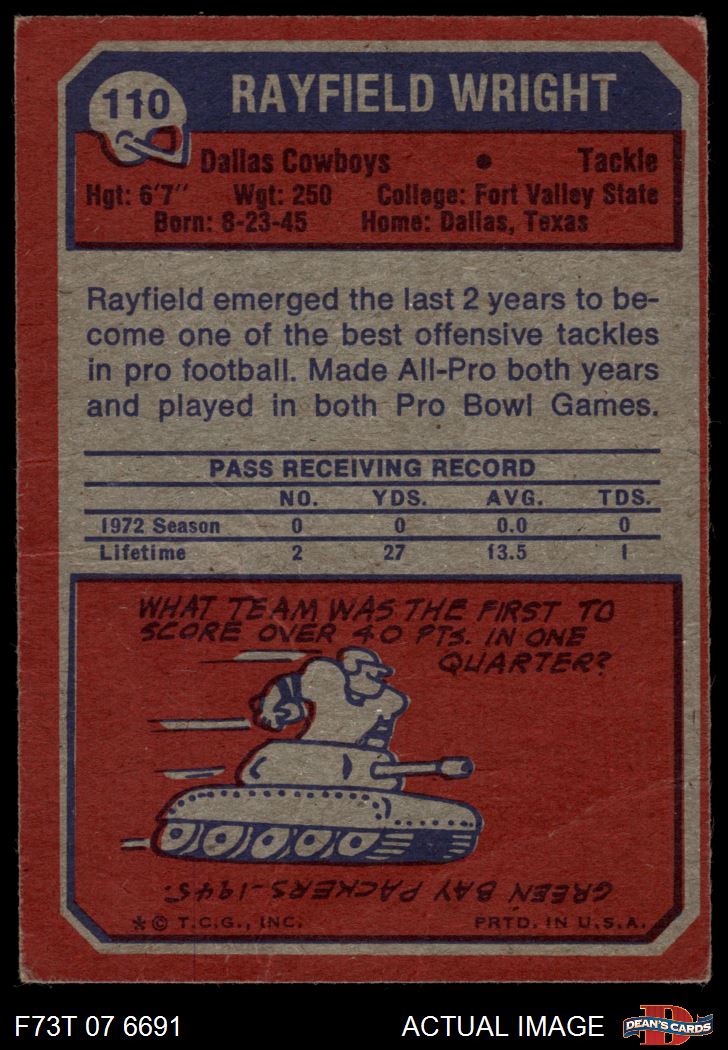 110
RAYFIELD WRIGHT
Dallas Cowboys • Tackle
Hgt: 6'7" Wgt: 250 College: Fort Valley State
Born: 8-23-45 Home: Dallas, Texas
Rayfield emerged the last 2 years to be-
come one of the best offensive tackles
in pro football. Made All-Pro both years
and played in both Pro Bowl Games.
PASS RECEIVING RECORD
NO. YDS. AVG. TDS.
1972 Season 0 0 0.0 0
Lifetime 2 27 13.5 1
WHAT TEAM WAS THE FIRST TO
SCORE OVER 40 PTS. IN ONE
QUARTER?
GREEN BAY PACKERS-1945.
*© T.C.G., INC. PRTD. IN U.S.A.
F73T 07 6691 ACTUAL IMAGE
D
DEAN'S CARDS